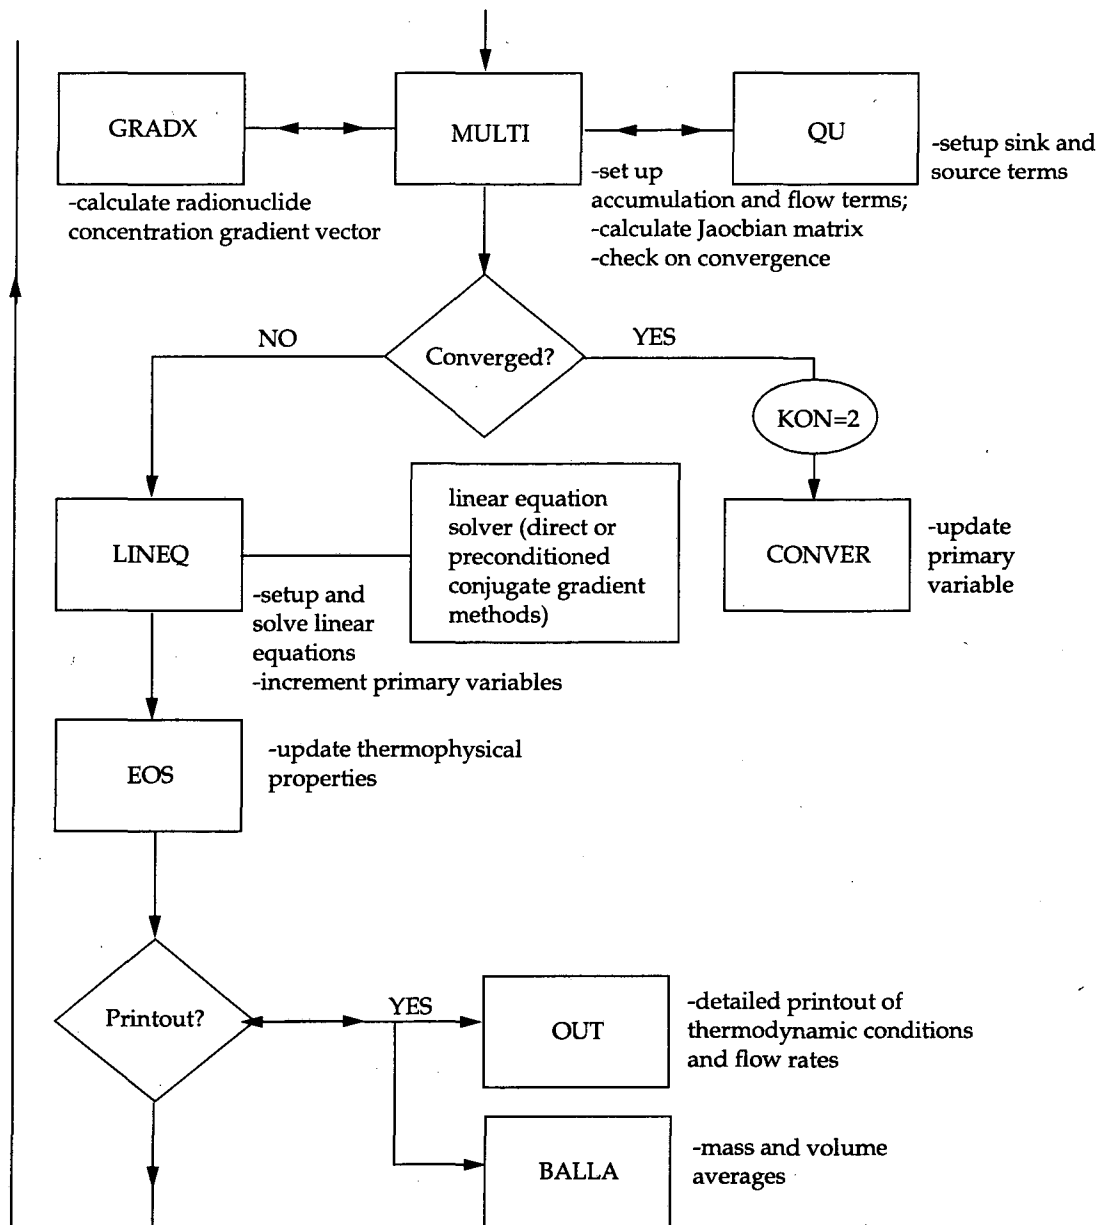 GRADX
MULTI
QU
-setup sink and
source terms
-calculate radionuclide
concentration gradient vector
-set up
accumulation and flow terms;
-calculate Jaocbian matrix
-check on convergence
NO
Converged?
YES
KON=2
LINEQ
linear equation
solver (direct or
preconditioned
conjugate gradient
methods)
CONVER
-update
primary
variable
-setup and
solve linear
equations
-increment primary variables
EOS
-update thermophysical
properties
Printout?
YES
OUT
-detailed printout of
thermodynamic conditions
and flow rates
BALLA
-mass and volume
averages